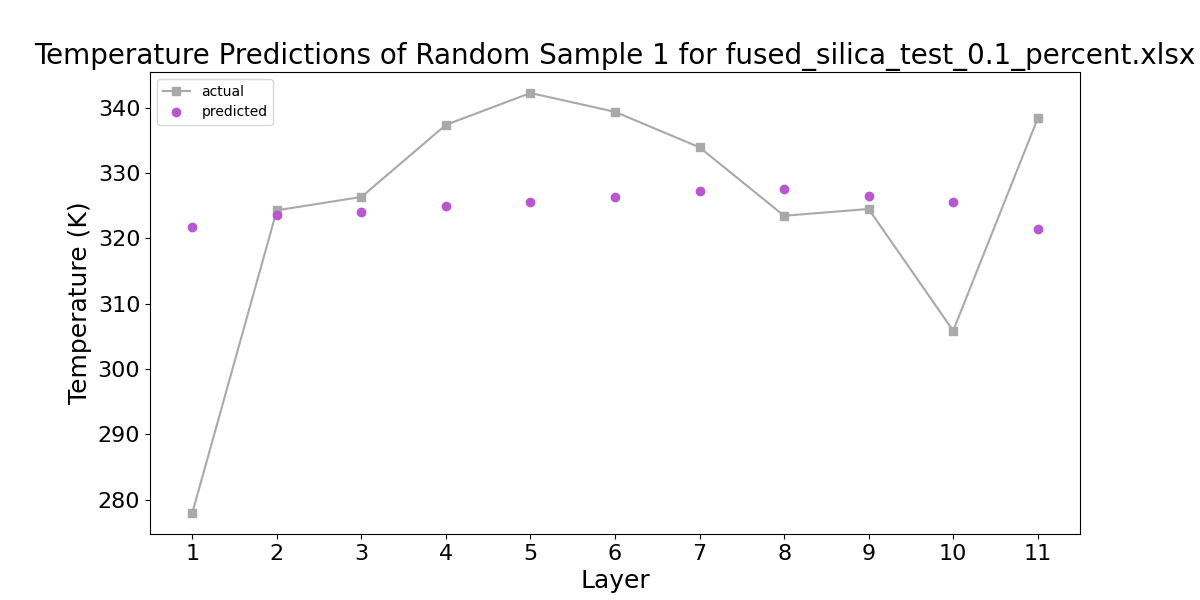 Temperature Predictions of Random Sample 1 for fused_silica_test_0.1_percent.xlsx
actual
predicted
Temperature (K)
340
330
320
310
300
290
280
1 2 3 4 5 6 7 8 9 10 11
Layer